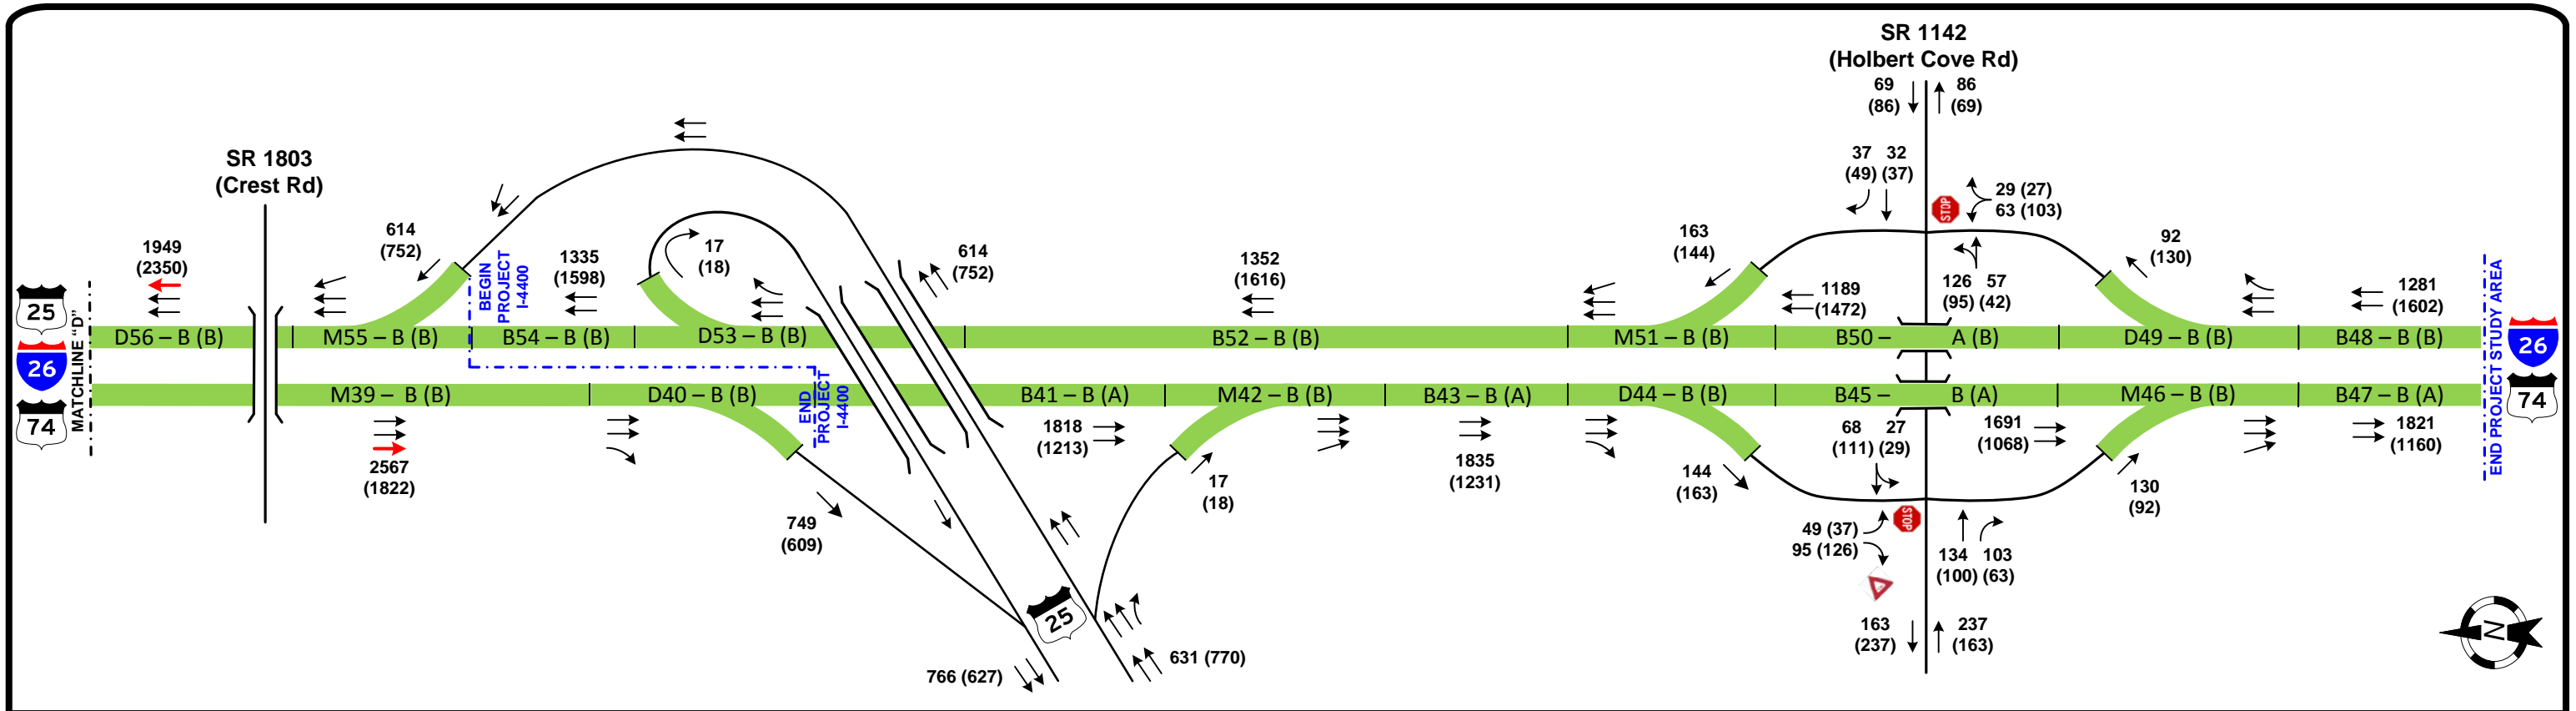 SR 1142
(Holbert Cove Rd)
69 86
(86) (69)
SR 1803
(Crest Rd)
37 32
(49) (37)
STOP
29 (27)
63 (103)
1949
(2350)
614
(752)
BEGIN
PROJECT
I-4400
1335
(1598)
17
(18)
614
(752)
1352
(1616)
163
(144)
1189
(1472)
126 57
(95) (42)
92
(130)
1281
(1602)
25
26
74
MATCHLINE “D”
D56 – B (B)
M55 – B (B)
B54 – B (B)
D53 – B (B)
B52 – B (B)
M51 – B (B)
B50 – A (B)
D49 – B (B)
B48 – B (B)
END PROJECT STUDY AREA
26
74
M39 – B (B)
D40 – B (B)
END
PROJECT
I-4400
B41 – B (A)
M42 – B (B)
B43 – B (A)
D44 – B (B)
B45 – B (A)
M46 – B (B)
B47 – B (A)
2567
(1822)
749
(609)
1818
(1213)
17
(18)
1835
(1231)
144
(163)
68 27
(111) (29)
1691
(1068)
130
(92)
1821
(1160)
49 (37)
95 (126)
STOP
134 103
(100) (63)
25
766 (627)
631 (770)
163
(237)
237
(163)
N